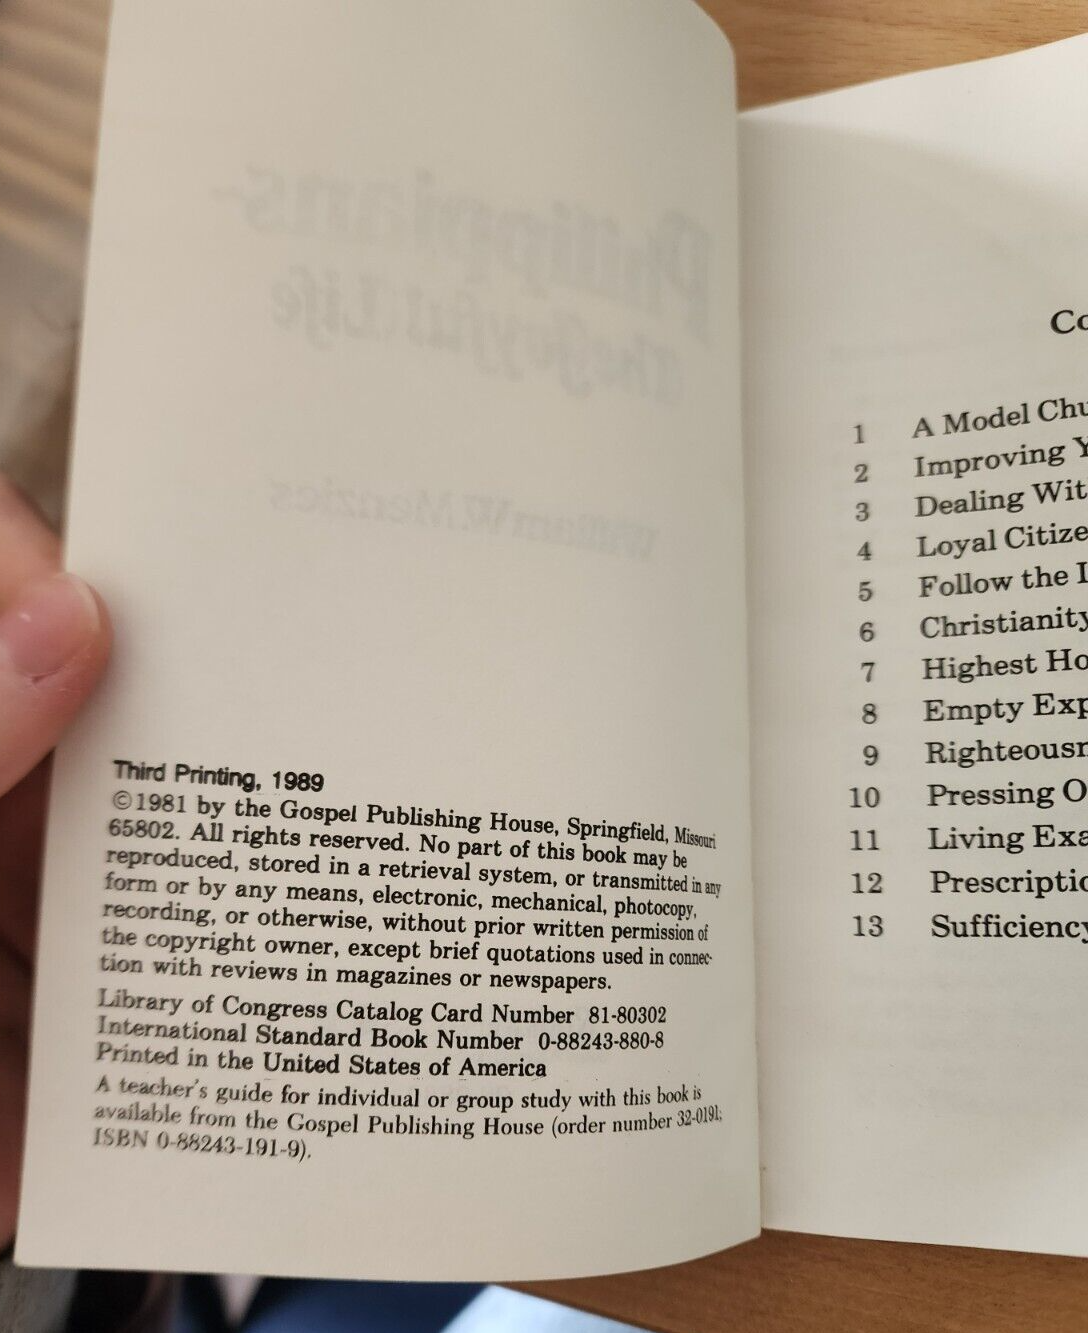 Philippians-
The Joyful Life
William W. Menzies
Third Printing, 1989
©1981 by the Gospel Publishing House, Springfield, Missouri
65802. All rights reserved. No part of this book may be
reproduced, stored in a retrieval system, or transmitted in any
form or by any means, electronic, mechanical, photocopy,
recording, or otherwise, without prior written permission of
the copyright owner, except brief quotations used in connec-
tion with reviews in magazines or newspapers.
Library of Congress Catalog Card Number 81-80302
International Standard Book Number 0-88243-880-8
Printed in the United States of America
A teacher's guide for individual or group study with this book is
available from the Gospel Publishing House (order number 32-0191;
ISBN 0-88243-191-9).
Co
1 A Model Chu
2 Improving Y
3 Dealing Wit
4 Loyal Citize
5 Follow the L
6 Christianity
7 Highest Ho
8 Empty Exp
9 Righteousn
10 Pressing O
11 Living Exa
12 Prescriptio
13 Sufficiency